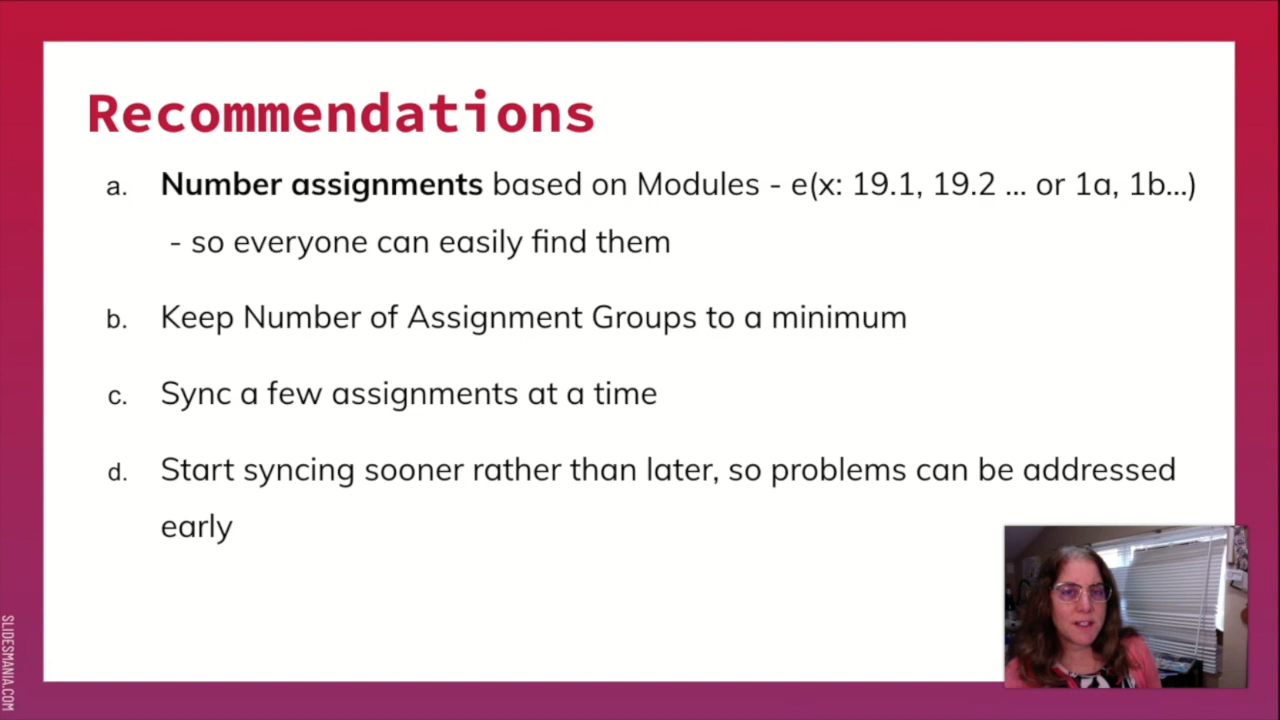 Recommendations
a. Number assignments based on Modules - e(x: 19.1, 19.2 ... or 1a, 1b...)
- so everyone can easily find them
b. Keep Number of Assignment Groups to a minimum
c. Sync a few assignments at a time
d. Start syncing sooner rather than later, so problems can be addressed
early
SLIDESMANIA.COM